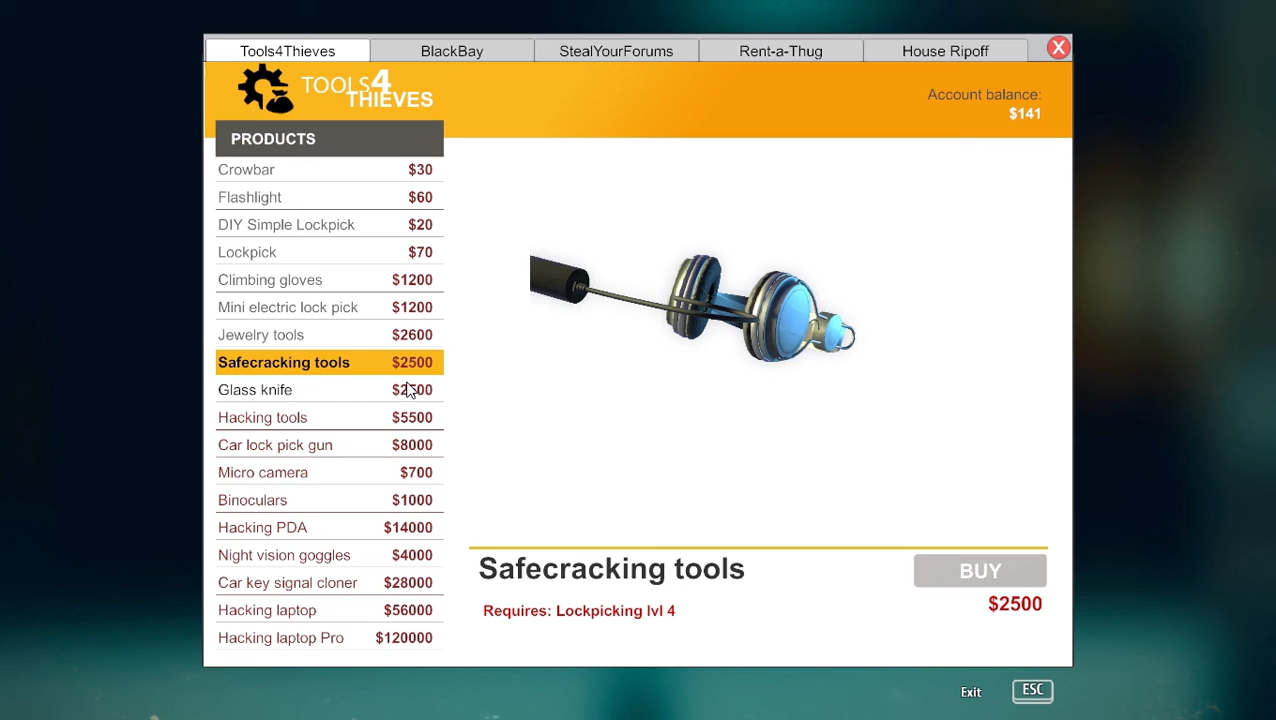 Tools4Thieves
BlackBay
StealYourForums
Rent-a-Thug
House Ripoff
X
TOOLS4
THIEVES
Account balance:
$141
PRODUCTS
Crowbar $30
Flashlight $60
DIY Simple Lockpick $20
Lockpick $70
Climbing gloves $1200
Mini electric lock pick $1200
Jewelry tools $2600
Safecracking tools $2500
Glass knife
Hacking tools $5500
Car lock pick gun $8000
Micro camera $700
Binoculars $1000
Hacking PDA $14000
Night vision goggles $4000
Car key signal cloner $28000
Hacking laptop $56000
Hacking laptop Pro $120000
Safecracking tools
BUY
Requires: Lockpicking lvl 4
$2500
Exit ESC